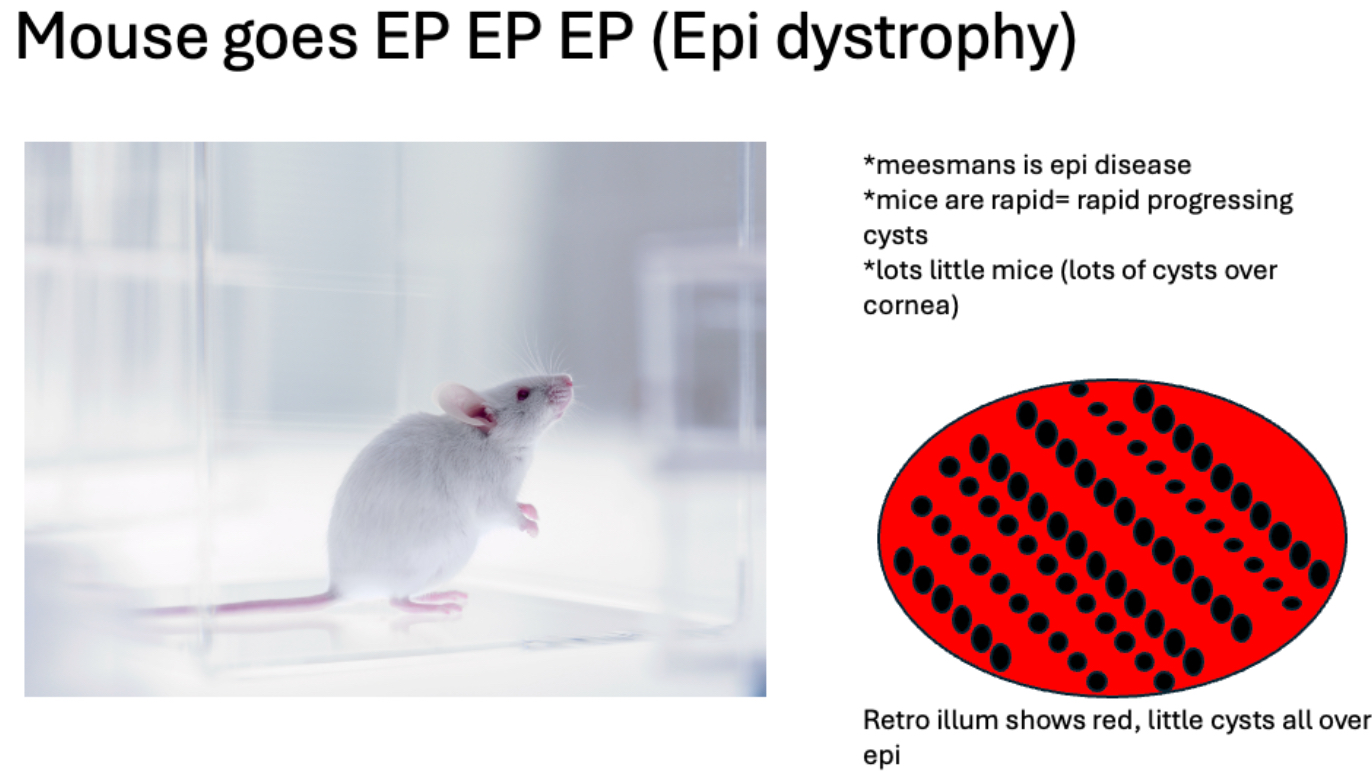 Mouse goes EP EP EP (Epi dystrophy)
*meesmans is epi disease
*mice are rapid= rapid progressing
cysts
*lots little mice (lots of cysts over
cornea)
Retro illum shows red, little cysts all over
epi